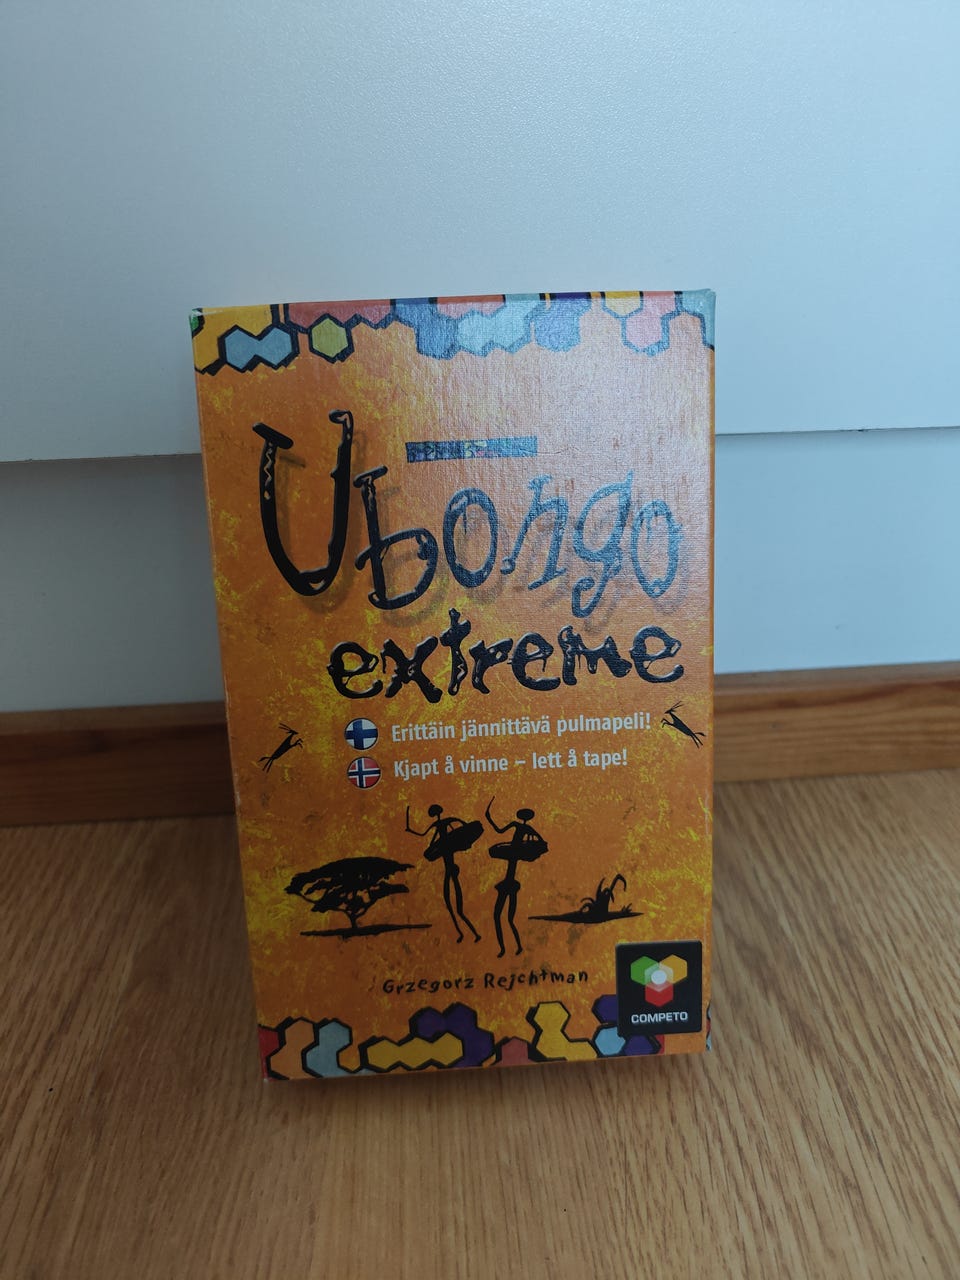 Ubongo
extreme
Erittäin jännittävä pulmapeli!
Kjapt å vinne – lett å tape!
Grzegorz Rejchtman
COMPETO